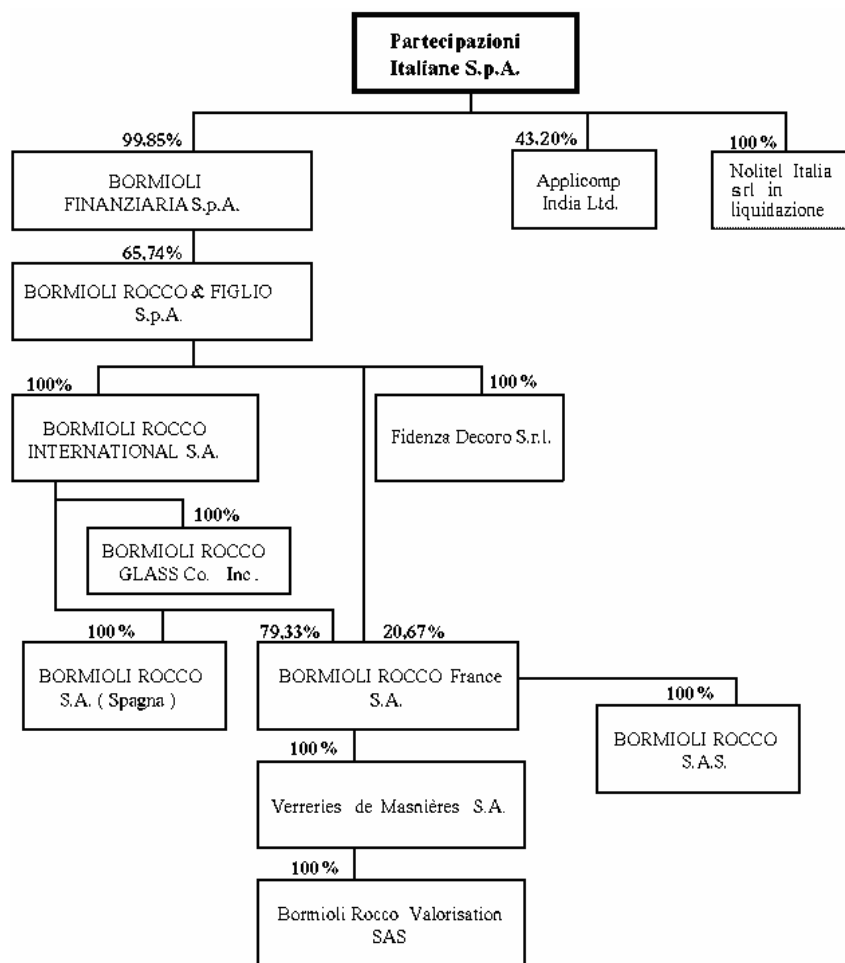 Partecipazioni
Italiane S.p.A.
99.85%
43.20%
100%
BORMIOLI
FINANZIARIA S.p.A.
Applicomp
India Ltd.
Nolitel Italia
srl in
liquidazione
65,74%
BORMIOLI ROCCO & FIGLIO
S.p.A.
100%
100%
BORMIOLI ROCCO
INTERNATIONAL S.A.
Fidenza Decoro S.r.l.
100%
BORMIOLI ROCCO
GLASS Co. Inc.
100%
79,33%
20,67%
BORMIOLI ROCCO
S.A. ( Spagna )
BORMIOLI ROCCO France
S.A.
100%
BORMIOLI ROCCO
S.A.S.
100%
Verreries de Masnières S.A.
100%
Bormioli Rocco Valorisation
SAS